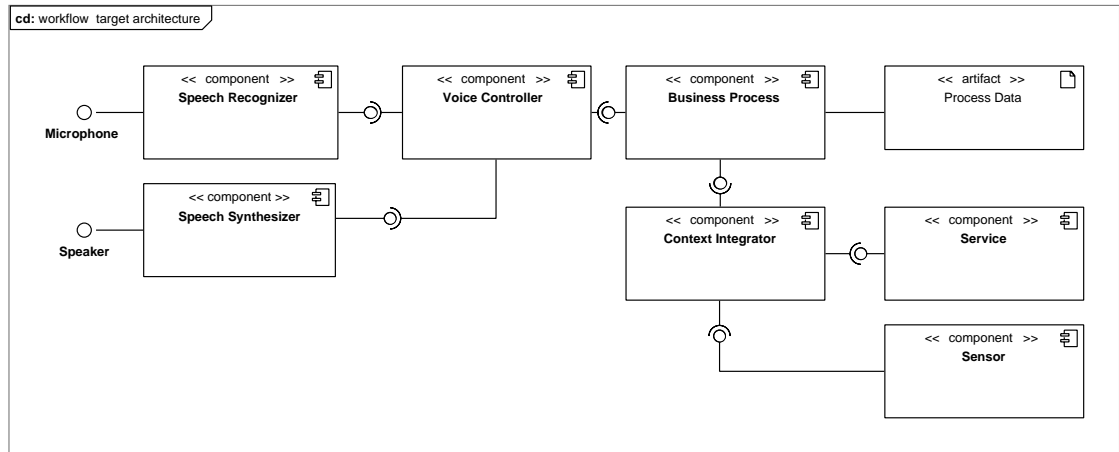 cd: workflow target architecture
<< component >>
Speech Recognizer
<< component >>
Voice Controller
<< component >>
Business Process
<< artifact >>
Process Data
Microphone
<< component >>
Speech Synthesizer
Speaker
<< component >>
Context Integrator
<< component >>
Service
<< component >>
Sensor